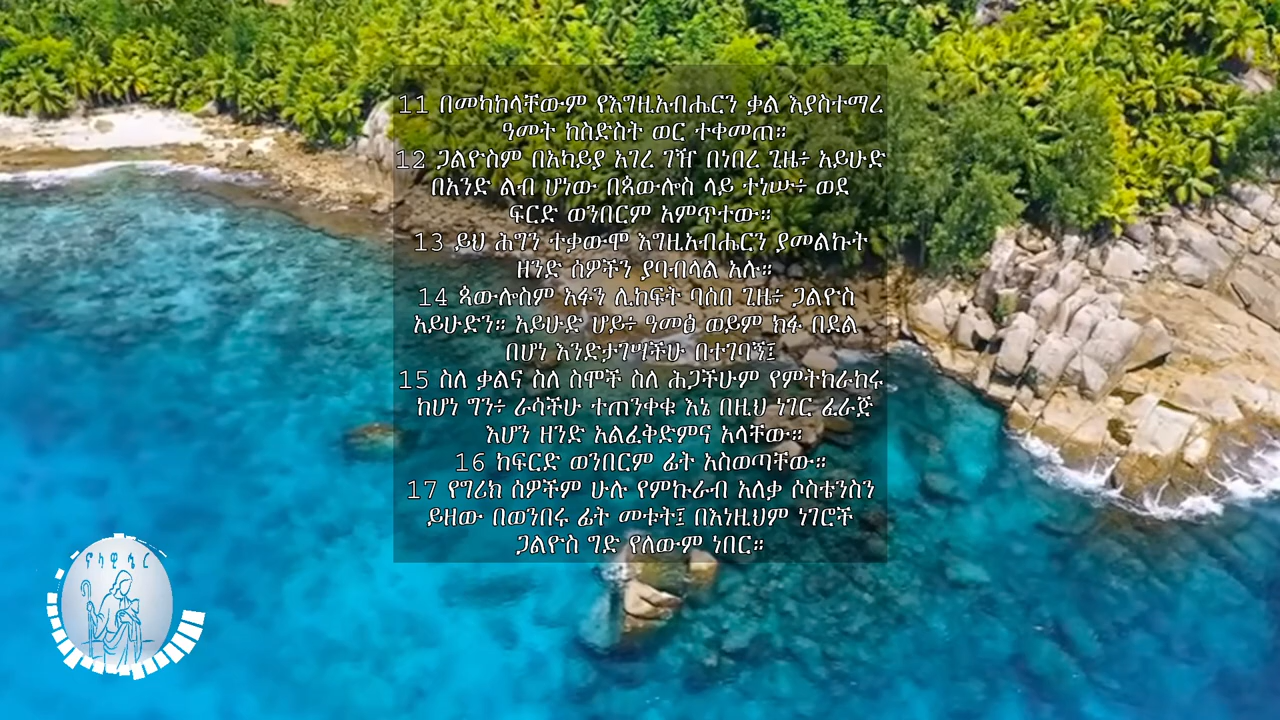 11 በመካከላቸውም የእግዚአብሔርን ቃል እያስተማረ
ዓመት ከስድስት ወር ተቀመጠ።
12 ጋልዮስም በአካይያ አገረ ገዥ በነበረ ጊዜ፥ አይሁድ
በአንድ ልብ ሆነው በጳውሎስ ላይ ተነሡ፥ ወደ
ፍርድ ወንበርም አምጥተው።
13 ይህ ሕግን ተቃውሞ እግዚአብሔርን ያመልኩት
ዘንድ ሰዎችን ያባብላል አሉ።
14 ጳውሎስም አፉን ሊከፍት ባሰበ ጊዜ፥ ጋልዮስ
አይሁድን። አይሁድ ሆይ፥ ዓመፅ ወይም ክፉ በደል
በሆነ እንድታገሣችሁ በተገባኝ፤
15 ስለ ቃልና ስለ ስሞች ስለ ሕጋችሁም የምትከራከሩ
ከሆነ ግን፥ ራሳችሁ ተጠንቀቁ እኔ በዚህ ነገር ፈራጅ
እሆን ዘንድ አልፈቅድምና አላቸው።
16 ከፍርድ ወንበርም ፊት አስወጣቸው።
17 የግሪክ ሰዎችም ሁሉ የምኩራብ አለቃ ሶስቴንስን
ይዘው በወንበሩ ፊት መቱት፤ በእነዚህም ነገሮች
ጋልዮስ ግድ የለውም ነበር።